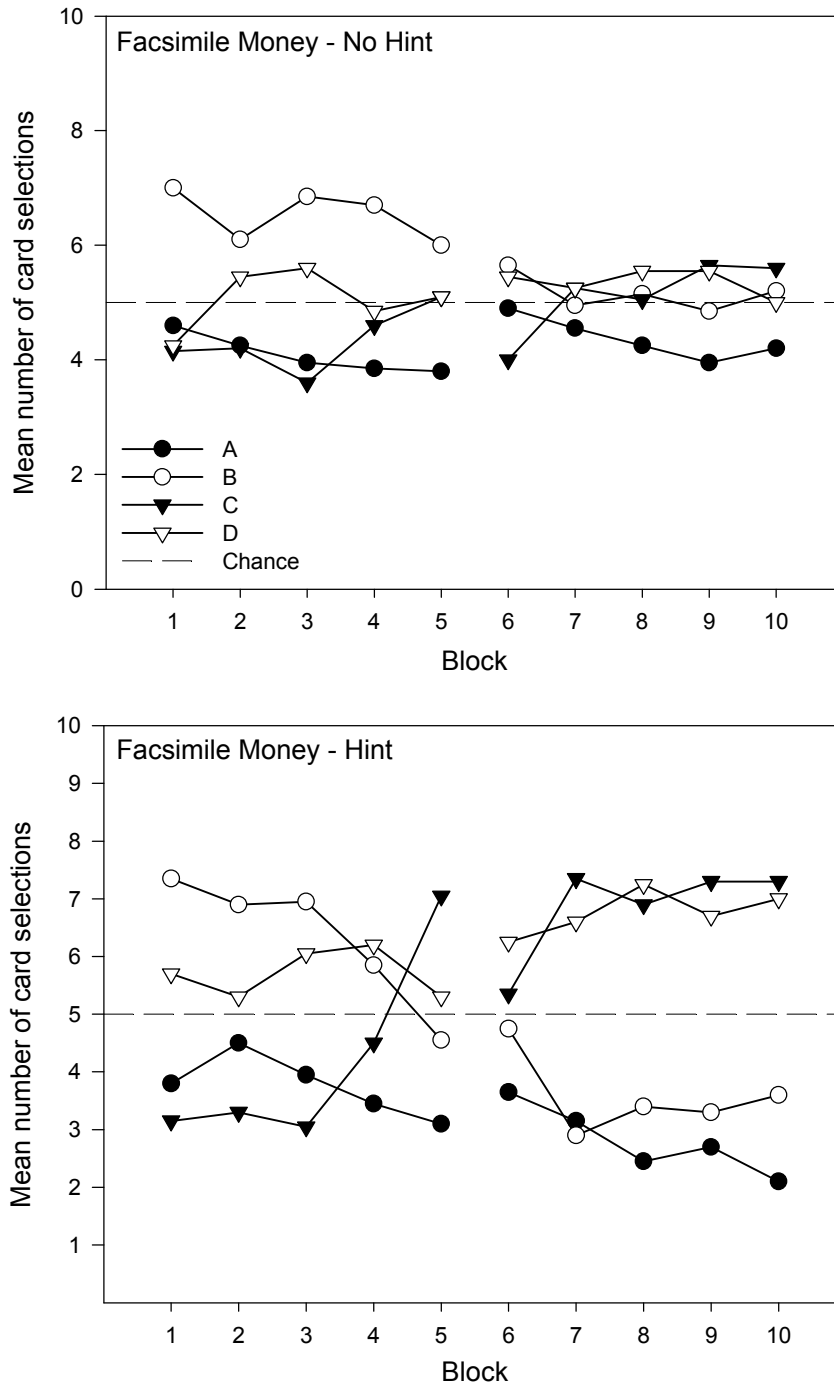 Facsimile Money - No Hint
Mean number of card selections
10
8
6
4
2
0
A
B
C
D
Chance
1 2 3 4 5 6 7 8 9 10
Block
Facsimile Money - Hint
Mean number of card selections
10
9
8
7
6
5
4
3
2
1
1 2 3 4 5 6 7 8 9 10
Block